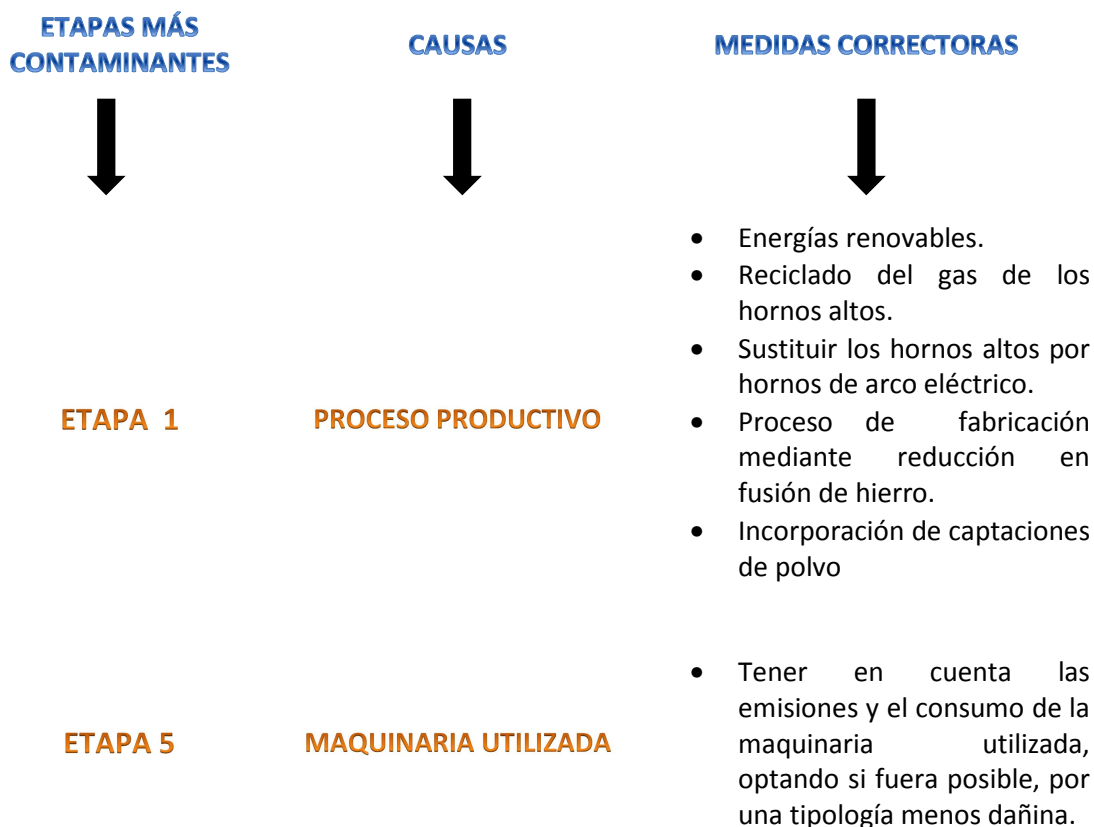 ETAPAS MÁS
CONTAMINANTES
CAUSAS
MEDIDAS CORRECTORAS
ETAPA 1
PROCESO PRODUCTIVO
• Energías renovables.
• Reciclado del gas de los
hornos altos.
• Sustituir los hornos altos por
hornos de arco eléctrico.
• Proceso de fabricación
mediante reducción en
fusión de hierro.
• Incorporación de captaciones
de polvo
ETAPA 5
MAQUINARIA UTILIZADA
• Tener en cuenta las
emisiones y el consumo de la
maquinaria utilizada,
optando si fuera posible, por
una tipología menos dañina.